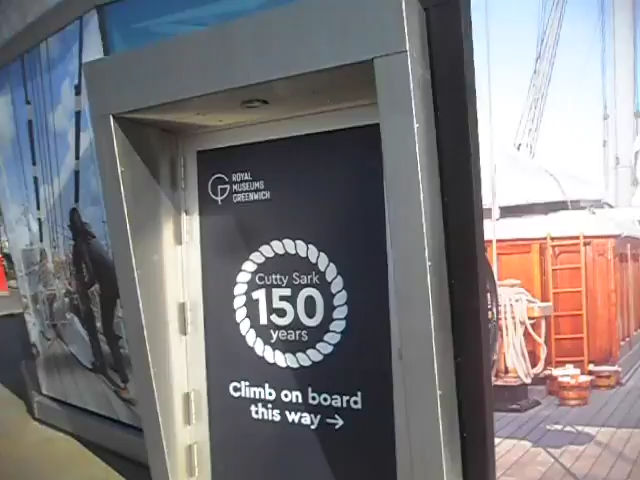 ROYAL
MUSEUMS
GREENWICH
Cutty Sark
150
years
Climb on board
this way →